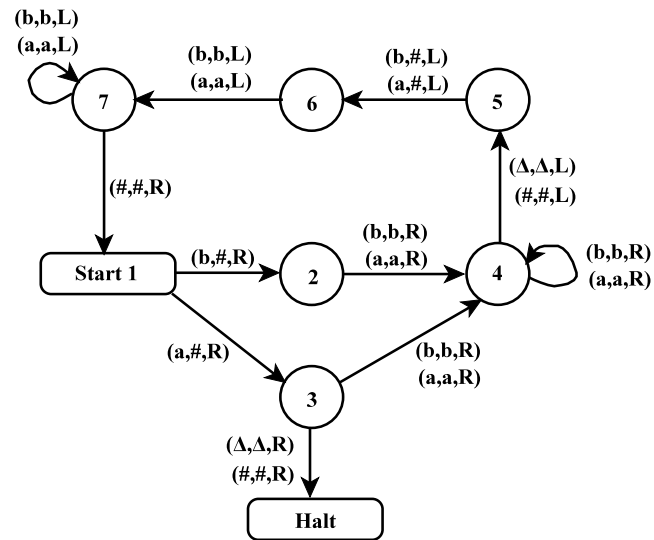 (b,b,L)
(a,a,L)
(b,b,L)
(a,a,L)
(b,#,L)
(a,#,L)
7
6
5
(#,#,R)
(Δ,Δ,L)
(#,#,L)
Start 1
(b,#,R)
2
(b,b,R)
(a,a,R)
4
(b,b,R)
(a,a,R)
(a,#,R)
(b,b,R)
(a,a,R)
3
(Δ,Δ,R)
(#,#,R)
Halt